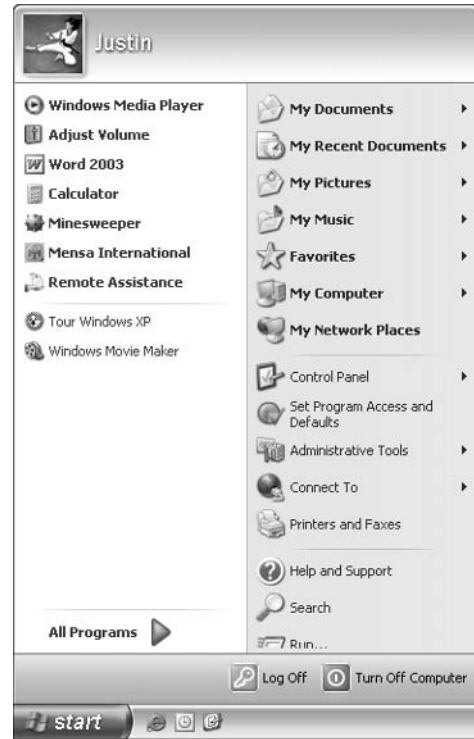 Justin
Windows Media Player
Adjust Volume
Word 2003
Calculator
Minesweeper
Mensa International
Remote Assistance
Tour Windows XP
Windows Movie Maker
All Programs
My Documents
My Recent Documents
My Pictures
My Music
Favorites
My Computer
My Network Places
Control Panel
Set Program Access and
Defaults
Administrative Tools
Connect To
Printers and Faxes
Help and Support
Search
Run...
Log Off
Turn Off Computer
start